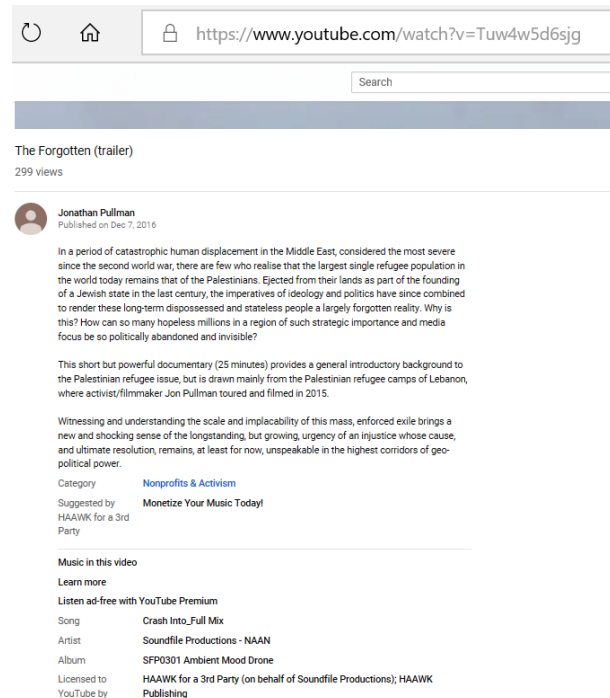 https://www.youtube.com/watch?v=Tuw4w5d6sjg
Search
The Forgotten (trailer)
299 views
Jonathan Pullman
Published on Dec 7, 2016
In a period of catastrophic human displacement in the Middle East, considered the most severe
since the second world war, there are few who realise that the largest single refugee population in
the world today remains that of the Palestinians. Ejected from their lands as part of the founding
of a Jewish state in the last century, the imperatives of ideology and politics have since combined
to render these long-term dispossessed and stateless people a largely forgotten reality. Why is
this? How can so many hopeless millions in a region of such strategic importance and media
focus be so politically abandoned and invisible?
This short but powerful documentary (25 minutes) provides a general introductory background to
the Palestinian refugee issue, but is drawn mainly from the Palestinian refugee camps of Lebanon,
where activist/filmmaker Jon Pullman toured and filmed in 2015.
Witnessing and understanding the scale and implacability of this mass, enforced exile brings a
new and shocking sense of the longstanding, but growing, urgency of an injustice whose cause,
and ultimate resolution, remains, at least for now, unspeakable in the highest corridors of geo-
political power.
Category Nonprofits & Activism
Suggested by Monetize Your Music Today!
HAAWK for a 3rd
Party
Music in this video
Learn more
Listen ad-free with YouTube Premium
Song Crash Into_Full Mix
Artist Soundfile Productions - NAAN
Album SFP0301 Ambient Mood Drone
Licensed to HAAWK for a 3rd Party (on behalf of Soundfile Productions); HAAWK
YouTube by Publishing